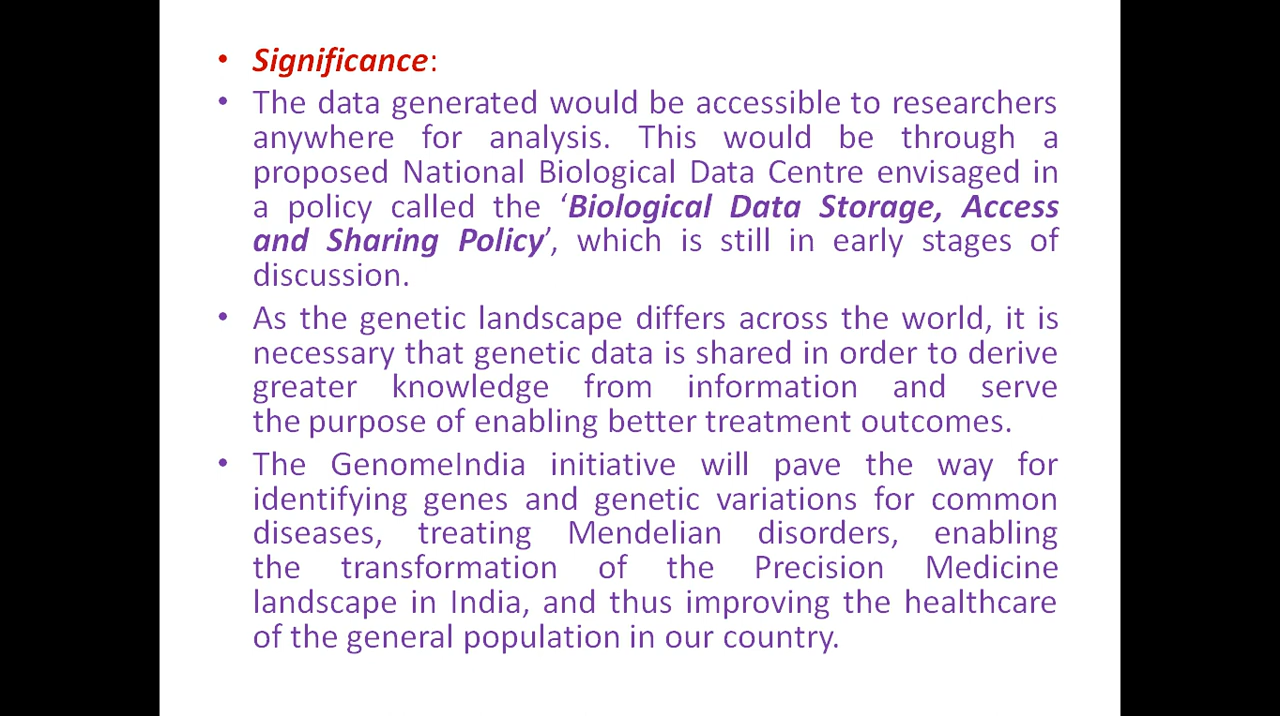 • Significance:
• The data generated would be accessible to researchers
anywhere for analysis. This would be through a
proposed National Biological Data Centre envisaged in
a policy called the ‘Biological Data Storage, Access
and Sharing Policy’, which is still in early stages of
discussion.
• As the genetic landscape differs across the world, it is
necessary that genetic data is shared in order to derive
greater knowledge from information and serve
the purpose of enabling better treatment outcomes.
• The GenomeIndia initiative will pave the way for
identifying genes and genetic variations for common
diseases, treating Mendelian disorders, enabling
the transformation of the Precision Medicine
landscape in India, and thus improving the healthcare
of the general population in our country.